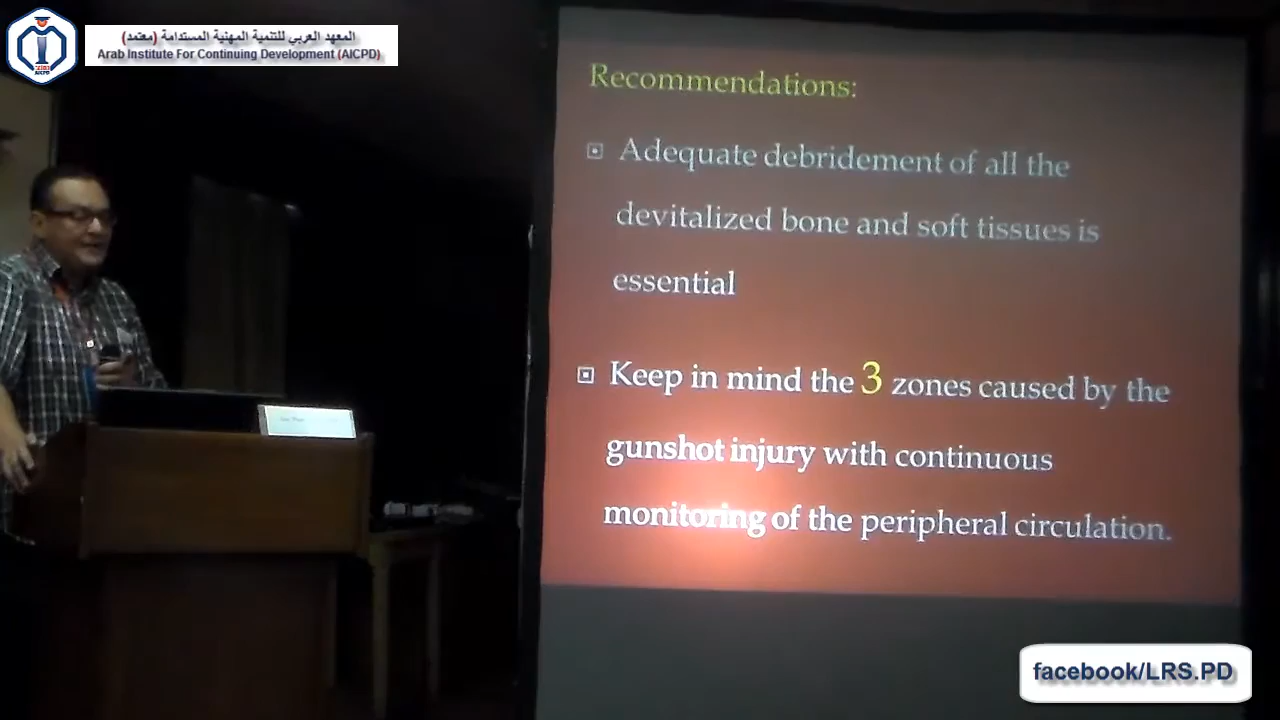 المعهد العربي للتنمية المهنية المستدامة (معتمد)
Arab Institute For Continuing Development (AICPD)
AICPD
Recommendations:
Adequate debridement of all the
devitalized bone and soft tissues is
essential
Keep in mind the 3 zones caused by the
gunshot injury with continuous
monitoring of the peripheral circulation.
facebook/LRS.PD